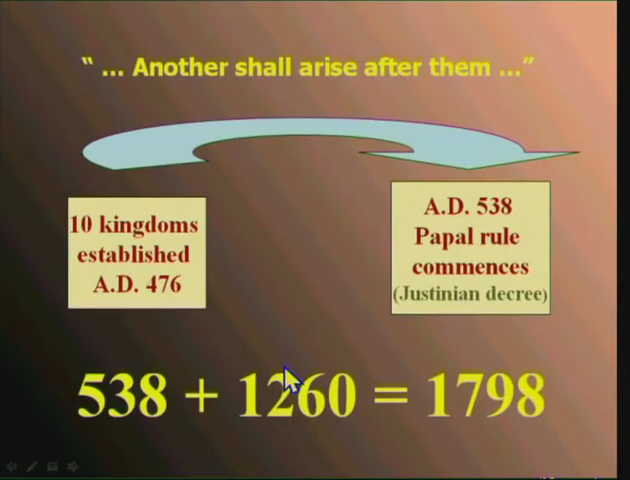 “ ... Another shall arise after them ...”
10 kingdoms
established
A.D. 476
A.D. 538
Papal rule
commences
(Justinian decree)
538 + 1260 = 1798